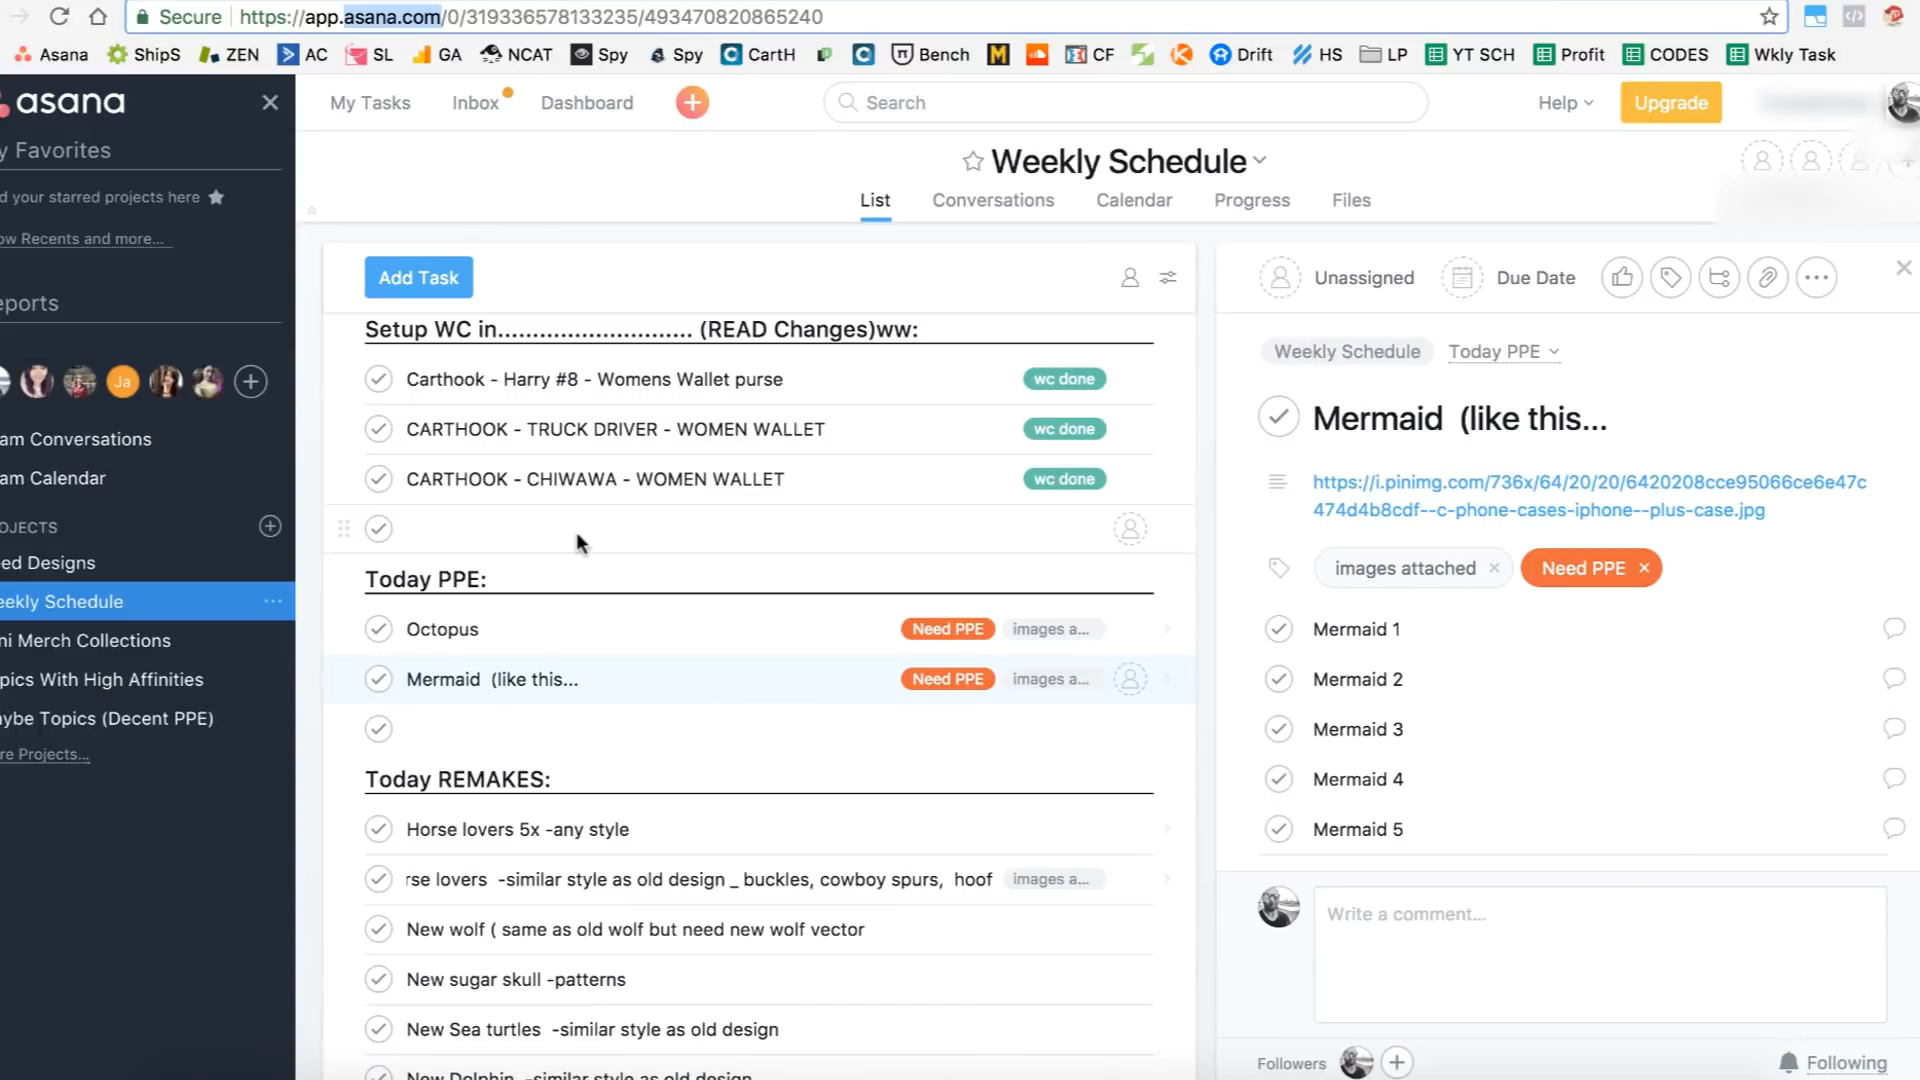 Secure https://app.asana.com/0/319336578133235/493470820865240
Asana ShipS ZEN AC SL GA NCAT Spy Spy CartH Bench M CF Drift HS LP YT SCH Profit CODES Wkly Task
asana
My Tasks Inbox Dashboard Search Help Upgrade
y Favorites
d your starred projects here
ow Recents and more...
eports
Ja
am Conversations
am Calendar
OJECTS
ed Designs
eekly Schedule
ni Merch Collections
pics With High Affinities
aybe Topics (Decent PPE)
re Projects...
Weekly Schedule
List Conversations Calendar Progress Files
Add Task
Setup WC in............................ (READ Changes)ww:
Carthook - Harry #8 - Womens Wallet purse wc done
CARTHOOK - TRUCK DRIVER - WOMEN WALLET wc done
CARTHOOK - CHIWAWA - WOMEN WALLET wc done
Today PPE:
Octopus Need PPE images a...
Mermaid (like this... Need PPE images a...
Today REMAKES:
Horse lovers 5x -any style
rse lovers -similar style as old design _ buckles, cowboy spurs, hoof images a...
New wolf ( same as old wolf but need new wolf vector
New sugar skull -patterns
New Sea turtles -similar style as old design
New Dolphin -similar style as old design
Unassigned Due Date
Weekly Schedule Today PPE
Mermaid (like this...
https://i.pinimg.com/736x/64/20/20/6420208cce95066ce6e47c
474d4b8cdf--c-phone-cases-iphone--plus-case.jpg
images attached × Need PPE ×
Mermaid 1
Mermaid 2
Mermaid 3
Mermaid 4
Mermaid 5
Write a comment...
Followers Following